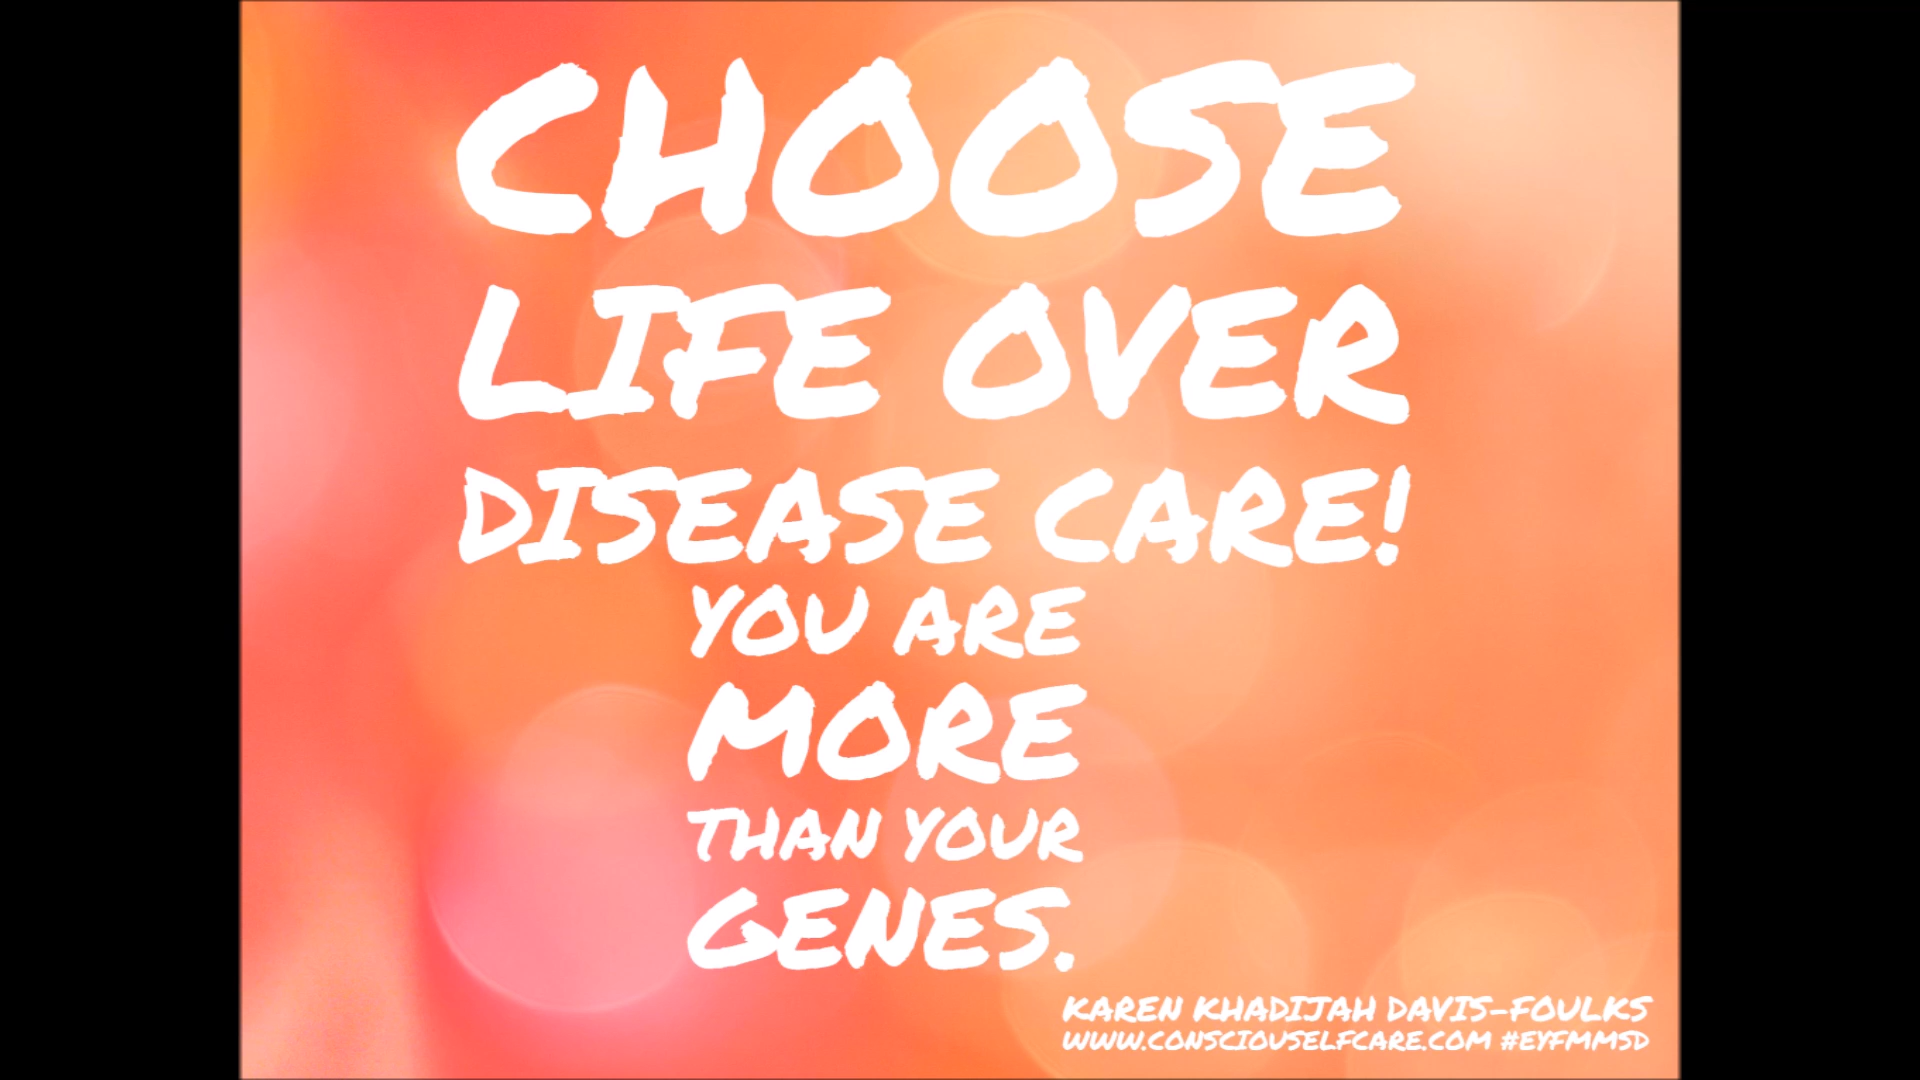 CHOOSE
LIFE OVER
DISEASE CARE!
YOU ARE
MORE
THAN YOUR
GENES.
KAREN KHADIJAH DAVIS-FOULKS
WWW.CONSCIOUSELFCARE.COM #EYFMMSD